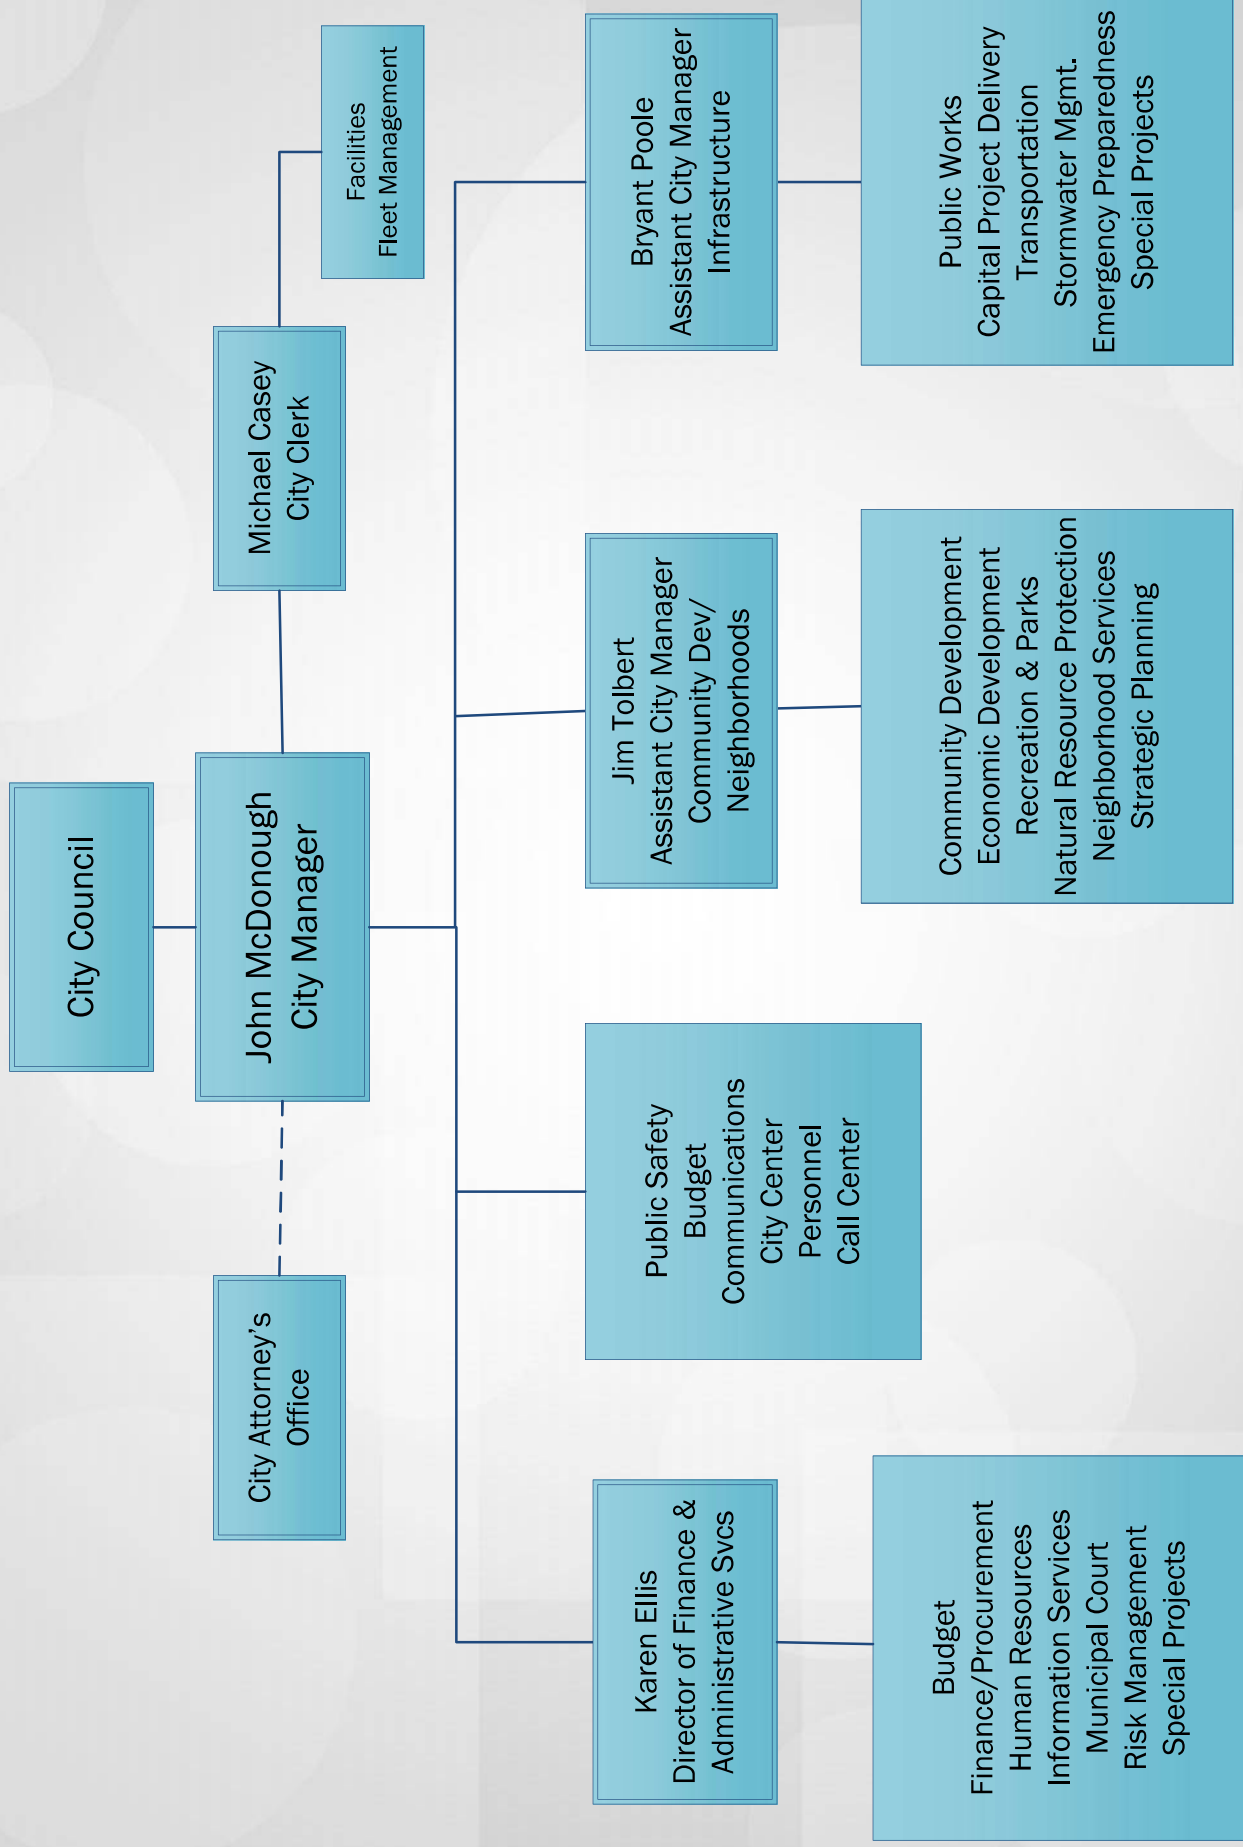 City Council
City Attorney’s
Office
John McDonough
City Manager
Michael Casey
City Clerk
Facilities
Fleet Management
Karen Ellis
Director of Finance &
Administrative Svcs
Public Safety
Budget
Communications
City Center
Personnel
Call Center
Jim Tolbert
Assistant City Manager
Community Dev/
Neighborhoods
Bryant Poole
Assistant City Manager
Infrastructure
Budget
Finance/Procurement
Human Resources
Information Services
Municipal Court
Risk Management
Special Projects
Community Development
Economic Development
Recreation & Parks
Natural Resource Protection
Neighborhood Services
Strategic Planning
Public Works
Capital Project Delivery
Transportation
Stormwater Mgmt.
Emergency Preparedness
Special Projects